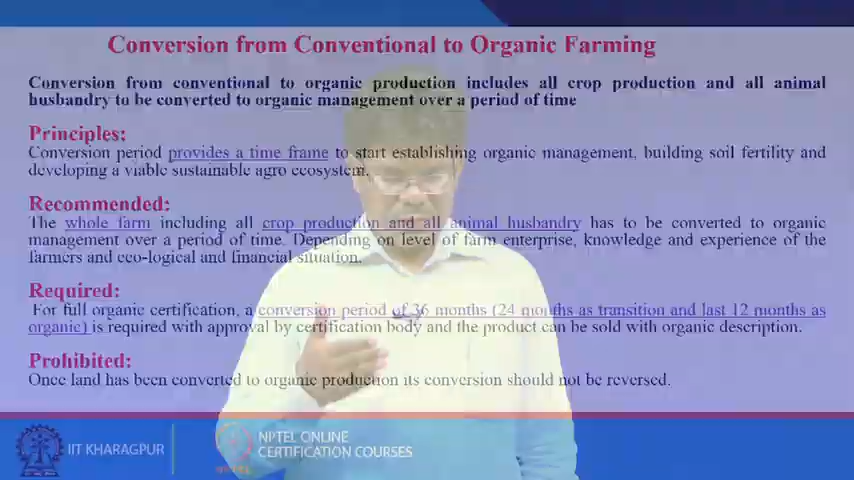 Conversion from Conventional to Organic Farming
Conversion from conventional to organic production includes all crop production and all animal
husbandry to be converted to organic management over a period of time
Principles:
Conversion period provides a time frame to start establishing organic management, building soil fertility and
developing a viable sustainable agro ecosystem.
Recommended:
The whole farm including all crop production and all animal husbandry has to be converted to organic
management over a period of time. Depending on level of farm enterprise, knowledge and experience of the
farmers and eco-logical and financial situation.
Required:
For full organic certification, a conversion period of 36 months (24 months as transition and last 12 months as
organic) is required with approval by certification body and the product can be sold with organic description.
Prohibited:
Once land has been converted to organic production its conversion should not be reversed.
IIT KHARAGPUR
NPTEL ONLINE
CERTIFICATION COURSES